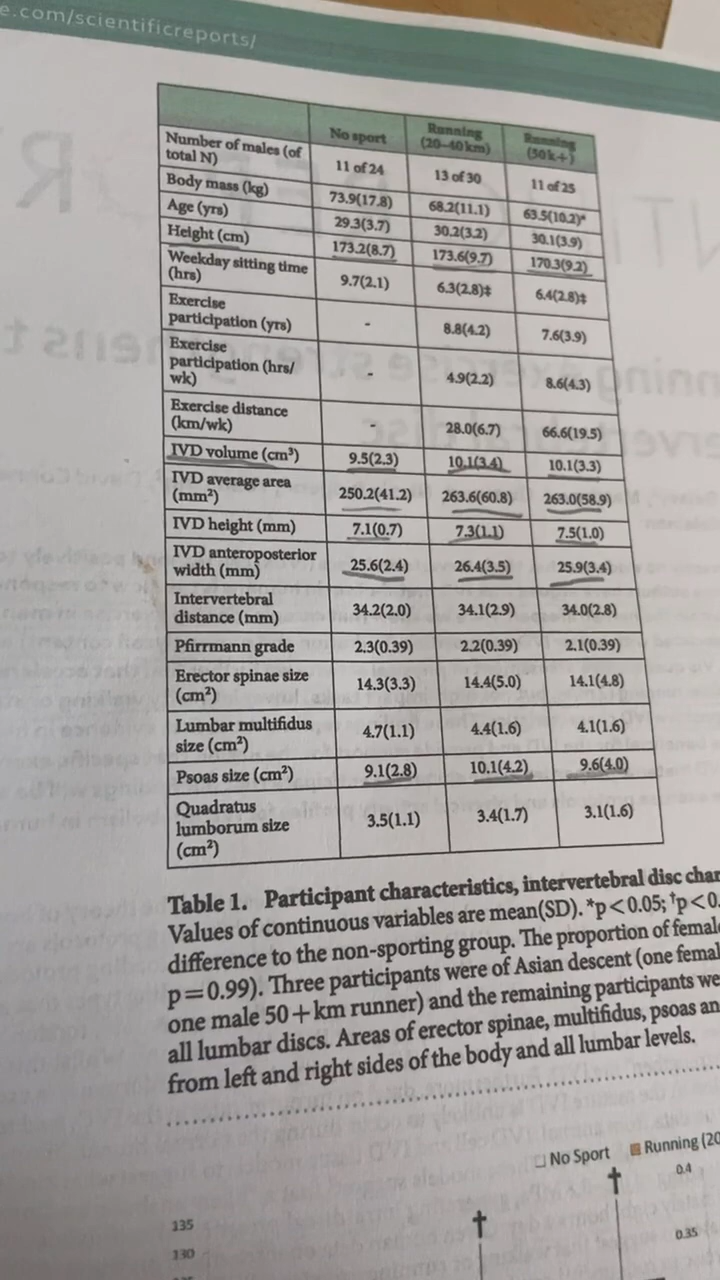 e.com/scientificreports/
No sport
Running
(20–40 km)
Running
(50k+)
Number of males (of
total N)
11 of 24
13 of 30
11 of 25
Body mass (kg)
73.9(17.8)
68.2(11.1)
63.5(10.2)*
Age (yrs)
29.3(3.7)
30.2(3.2)
30.1(3.9)
Height (cm)
173.2(8.7)
173.6(9.7)
170.3(9.2)
Weekday sitting time
(hrs)
9.7(2.1)
6.3(2.8)‡
6.4(2.8)‡
Exercise
participation (yrs)
-
8.8(4.2)
7.6(3.9)
Exercise
participation (hrs/
wk)
-
4.9(2.2)
8.6(4.3)
Exercise distance
(km/wk)
-
28.0(6.7)
66.6(19.5)
IVD volume (cm³)
9.5(2.3)
10.1(3.4)
10.1(3.3)
IVD average area
(mm²)
250.2(41.2)
263.6(60.8)
263.0(58.9)
IVD height (mm)
7.1(0.7)
7.3(1.1)
7.5(1.0)
IVD anteroposterior
width (mm)
25.6(2.4)
26.4(3.5)
25.9(3.4)
Intervertebral
distance (mm)
34.2(2.0)
34.1(2.9)
34.0(2.8)
Pfirrmann grade
2.3(0.39)
2.2(0.39)
2.1(0.39)
Erector spinae size
(cm²)
14.3(3.3)
14.4(5.0)
14.1(4.8)
Lumbar multifidus
size (cm²)
4.7(1.1)
4.4(1.6)
4.1(1.6)
Psoas size (cm²)
9.1(2.8)
10.1(4.2)
9.6(4.0)
Quadratus
lumborum size
(cm²)
3.5(1.1)
3.4(1.7)
3.1(1.6)
Table 1. Participant characteristics, intervertebral disc char
Values of continuous variables are mean(SD). *p<0.05; †p<0.
difference to the non-sporting group. The proportion of female
p=0.99). Three participants were of Asian descent (one femal
one male 50+km runner) and the remaining participants we
all lumbar discs. Areas of erector spinae, multifidus, psoas an
from left and right sides of the body and all lumbar levels.
No Sport
Running (20
†
†
0.4
135
0.35
130